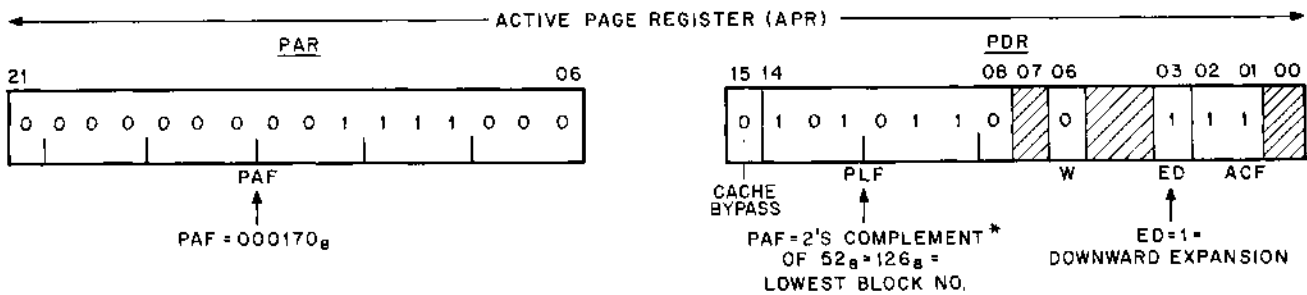 ACTIVE PAGE REGISTER (APR)
PAR
PDR
21 06
15 14 08 07 06 03 02 01 00
0 0 0 0 0 0 0 0 0 1 1 1 1 0 0 0
0 1 0 1 0 1 1 0 0 1 1 1
PAF
PLF W ED ACF
CACHE
BYPASS
PAF=000170₈
PAF=2'S COMPLEMENT*
OF 52₈=126₈=
LOWEST BLOCK NO.
ED=1=
DOWNWARD EXPANSION